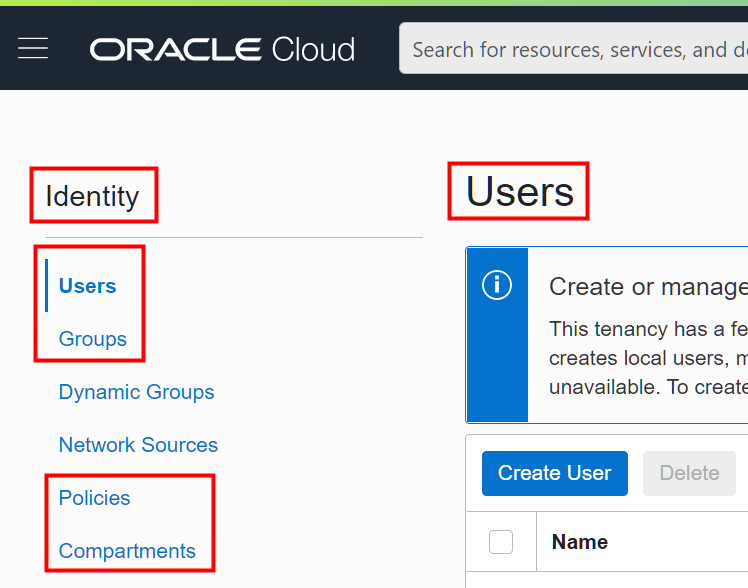 ORACLE Cloud
Search for resources, services, and do
Identity
Users
Groups
Dynamic Groups
Network Sources
Policies
Compartments
Users
Create or manage
This tenancy has a fe
creates local users, m
unavailable. To create
Create User
Delete
Name